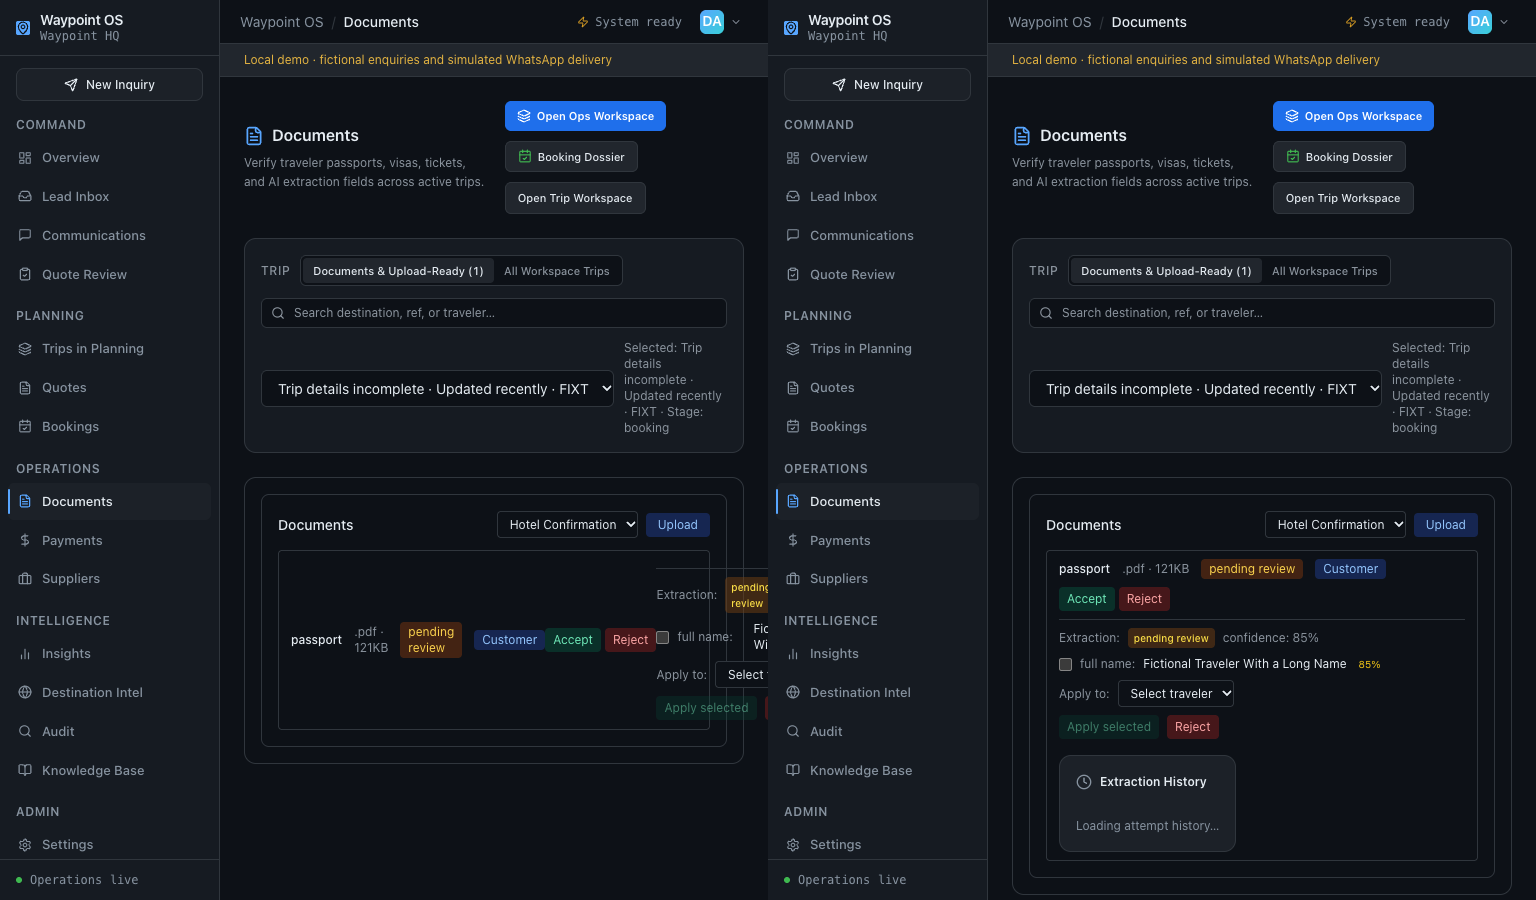 Waypoint OS
Waypoint HQ
New Inquiry
COMMAND
Overview
Lead Inbox
Communications
Quote Review
PLANNING
Trips in Planning
Quotes
Bookings
OPERATIONS
Documents
Payments
Suppliers
INTELLIGENCE
Insights
Destination Intel
Audit
Knowledge Base
ADMIN
Settings
Operations live
Waypoint OS / Documents
System ready
DA
Local demo · fictional enquiries and simulated WhatsApp delivery
Documents
Verify traveler passports, visas, tickets,
and AI extraction fields across active trips.
Open Ops Workspace
Booking Dossier
Open Trip Workspace
TRIP
Documents & Upload-Ready (1)
All Workspace Trips
Search destination, ref, or traveler...
Trip details incomplete · Updated recently · FIXT
Selected: Trip
details
incomplete ·
Updated recently
· FIXT · Stage:
booking
Documents
Hotel Confirmation
Upload
passport
.pdf ·
121KB
pending
review
Customer
Accept
Reject
Extraction:
pending
review
full name:
Fic
Wi
Apply to:
Select
Apply selected
Waypoint OS
Waypoint HQ
New Inquiry
COMMAND
Overview
Lead Inbox
Communications
Quote Review
PLANNING
Trips in Planning
Quotes
Bookings
OPERATIONS
Documents
Payments
Suppliers
INTELLIGENCE
Insights
Destination Intel
Audit
Knowledge Base
ADMIN
Settings
Operations live
Waypoint OS / Documents
System ready
DA
Local demo · fictional enquiries and simulated WhatsApp delivery
Documents
Verify traveler passports, visas, tickets,
and AI extraction fields across active trips.
Open Ops Workspace
Booking Dossier
Open Trip Workspace
TRIP
Documents & Upload-Ready (1)
All Workspace Trips
Search destination, ref, or traveler...
Trip details incomplete · Updated recently · FIXT
Selected: Trip
details
incomplete ·
Updated recently
· FIXT · Stage:
booking
Documents
Hotel Confirmation
Upload
passport .pdf · 121KB pending review Customer
Accept Reject
Extraction: pending review confidence: 85%
full name: Fictional Traveler With a Long Name 85%
Apply to: Select traveler
Apply selected Reject
Extraction History
Loading attempt history...